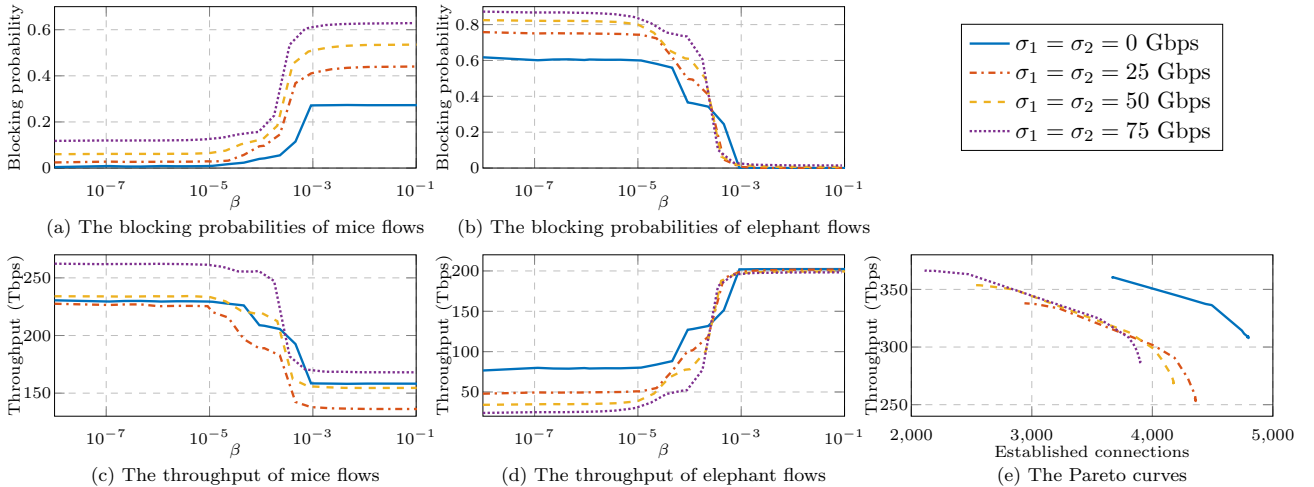 Blocking probability
0.6
0.4
0.2
0
10⁻⁷
10⁻⁵
10⁻³
10⁻¹
β
(a) The blocking probabilities of mice flows
Blocking probability
0.8
0.6
0.4
0.2
0
10⁻⁷
10⁻⁵
10⁻³
10⁻¹
β
(b) The blocking probabilities of elephant flows
σ₁ = σ₂ = 0 Gbps
σ₁ = σ₂ = 25 Gbps
σ₁ = σ₂ = 50 Gbps
σ₁ = σ₂ = 75 Gbps
Throughput (Tbps)
250
200
150
10⁻⁷
10⁻⁵
10⁻³
10⁻¹
β
(c) The throughput of mice flows
Throughput (Tbps)
200
150
100
50
10⁻⁷
10⁻⁵
10⁻³
10⁻¹
β
(d) The throughput of elephant flows
Throughput (Tbps)
350
300
250
2,000
3,000
4,000
5,000
Established connections
(e) The Pareto curves